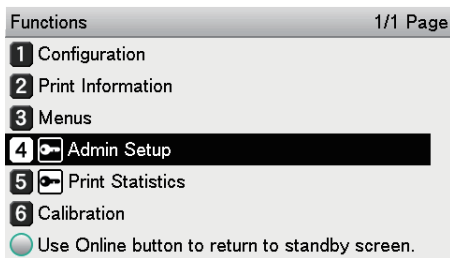 Functions 1/1 Page
1 Configuration
2 Print Information
3 Menus
4 Admin Setup
5 Print Statistics
6 Calibration
Use Online button to return to standby screen.